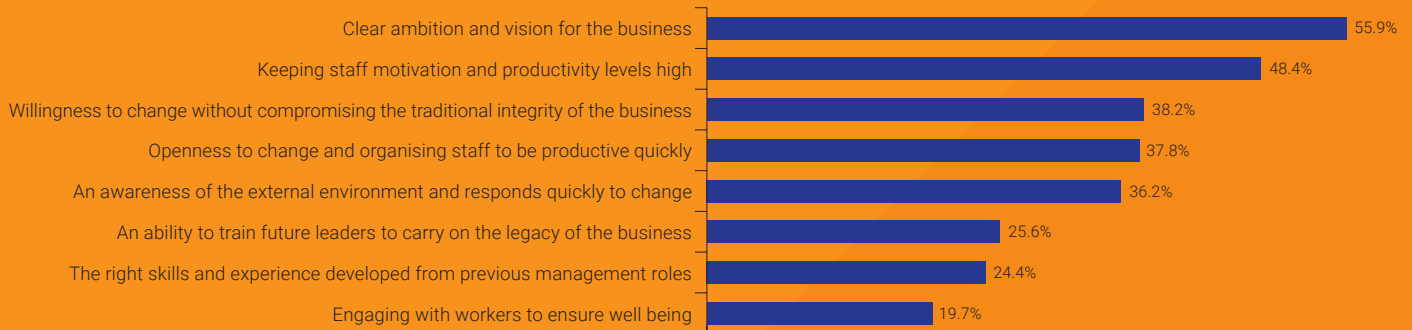 Clear ambition and vision for the business 55.9%
Keeping staff motivation and productivity levels high 48.4%
Willingness to change without compromising the traditional integrity of the business 38.2%
Openness to change and organising staff to be productive quickly 37.8%
An awareness of the external environment and responds quickly to change 36.2%
An ability to train future leaders to carry on the legacy of the business 25.6%
The right skills and experience developed from previous management roles 24.4%
Engaging with workers to ensure well being 19.7%